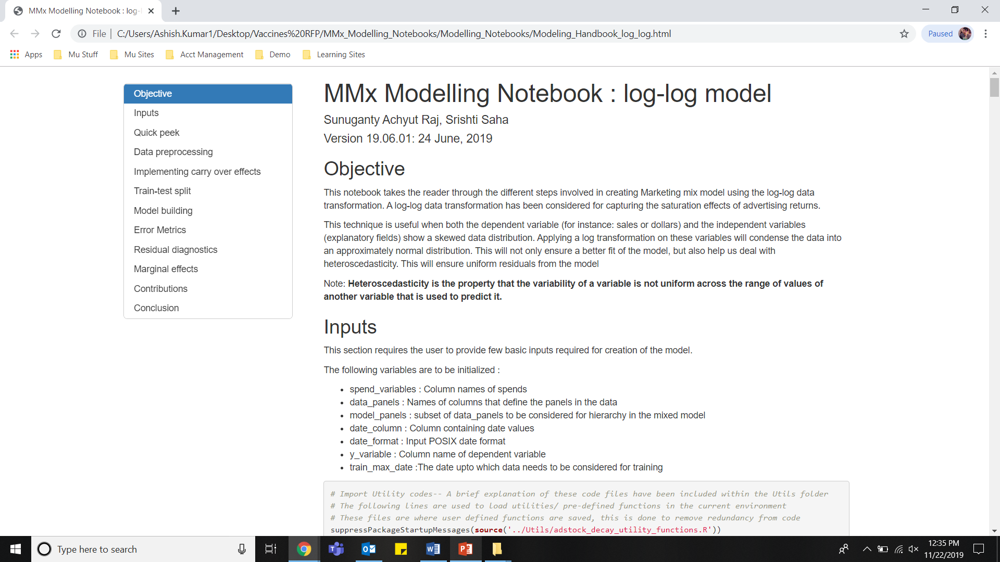 MMx Modelling Notebook : log-
File
C:/Users/Ashish.Kumar1/Desktop/Vaccines%20RFP/MMx_Modelling_Notebooks/Modelling_Notebooks/Modeling_Handbook_log_log.html
Paused
Apps
Mu Stuff
Mu Sites
Acct Management
Demo
Learning Sites
Objective
Inputs
Quick peek
Data preprocessing
Implementing carry over effects
Train-test split
Model building
Error Metrics
Residual diagnostics
Marginal effects
Contributions
Conclusion
MMx Modelling Notebook : log-log model
Sunuganty Achyut Raj, Srishti Saha
Version 19.06.01: 24 June, 2019
Objective
This notebook takes the reader through the different steps involved in creating Marketing mix model using the log-log data
transformation. A log-log data transformation has been considered for capturing the saturation effects of advertising returns.
This technique is useful when both the dependent variable (for instance: sales or dollars) and the independent variables
(explanatory fields) show a skewed data distribution. Applying a log transformation on these variables will condense the data into
an approximately normal distribution. This will not only ensure a better fit of the model, but also help us deal with
heteroscedasticity. This will ensure uniform residuals from the model
Note: Heteroscedasticity is the property that the variability of a variable is not uniform across the range of values of
another variable that is used to predict it.
Inputs
This section requires the user to provide few basic inputs required for creation of the model.
The following variables are to be initialized :
• spend_variables : Column names of spends
• data_panels : Names of columns that define the panels in the data
• model_panels : subset of data_panels to be considered for hierarchy in the mixed model
• date_column : Column containing date values
• date_format : Input POSIX date format
• y_variable : Column name of dependent variable
• train_max_date :The date upto which data needs to be considered for training
# Import Utility codes-- A brief explanation of these code files have been included within the Utils folder
# The following lines are used to load utilities/ pre-defined functions in the current environment
# These files are where user defined functions are saved, this is done to remove redundancy from code
suppressPackageStartupMessages(source('../Utils/adstock_decay_utility_functions.R'))
Type here to search
12:35 PM
11/22/2019